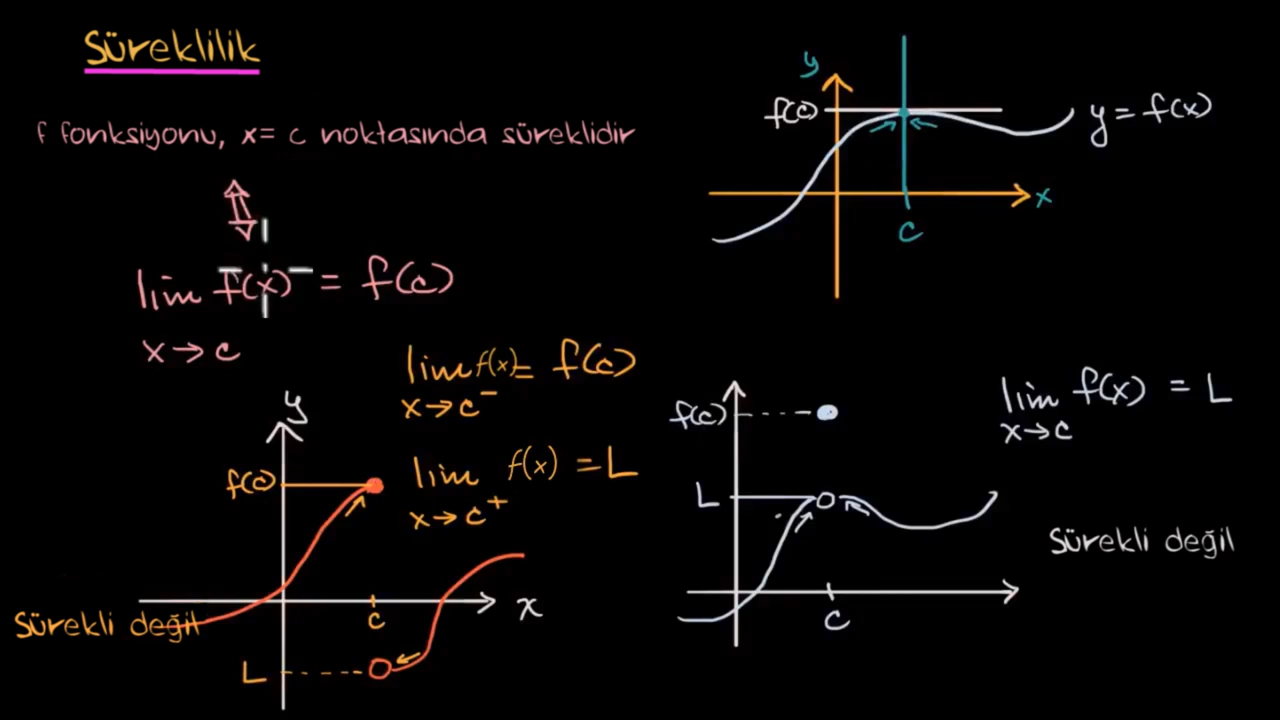 Süreklilik
f fonksiyonu, x = c noktasında süreklidir
lim f(x) = f(c)
x→c
y
f(c)
y = f(x)
x
c
lim f(x) = f(c)
x→c⁻
lim f(x) = L
x→c⁺
y
f(c)
c
x
Sürekli değil
L
f(c)
lim f(x) = L
x→c
L
Sürekli değil
c